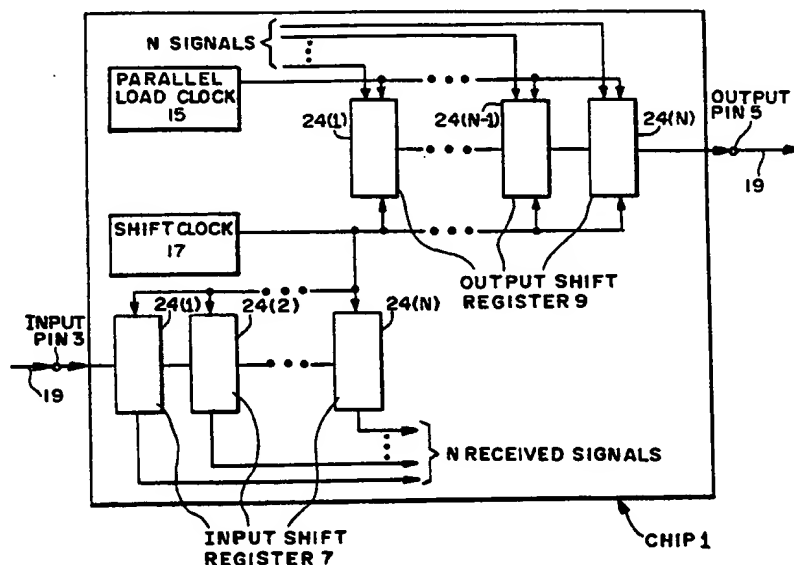 N SIGNALS
PARALLEL
LOAD CLOCK
15
24(1)
24(N-1)
24(N)
OUTPUT
PIN 5
19
SHIFT CLOCK
17
OUTPUT SHIFT
REGISTER 9
INPUT
PIN 3
19
24(1)
24(2)
24(N)
N RECEIVED SIGNALS
INPUT SHIFT
REGISTER 7
CHIP 1